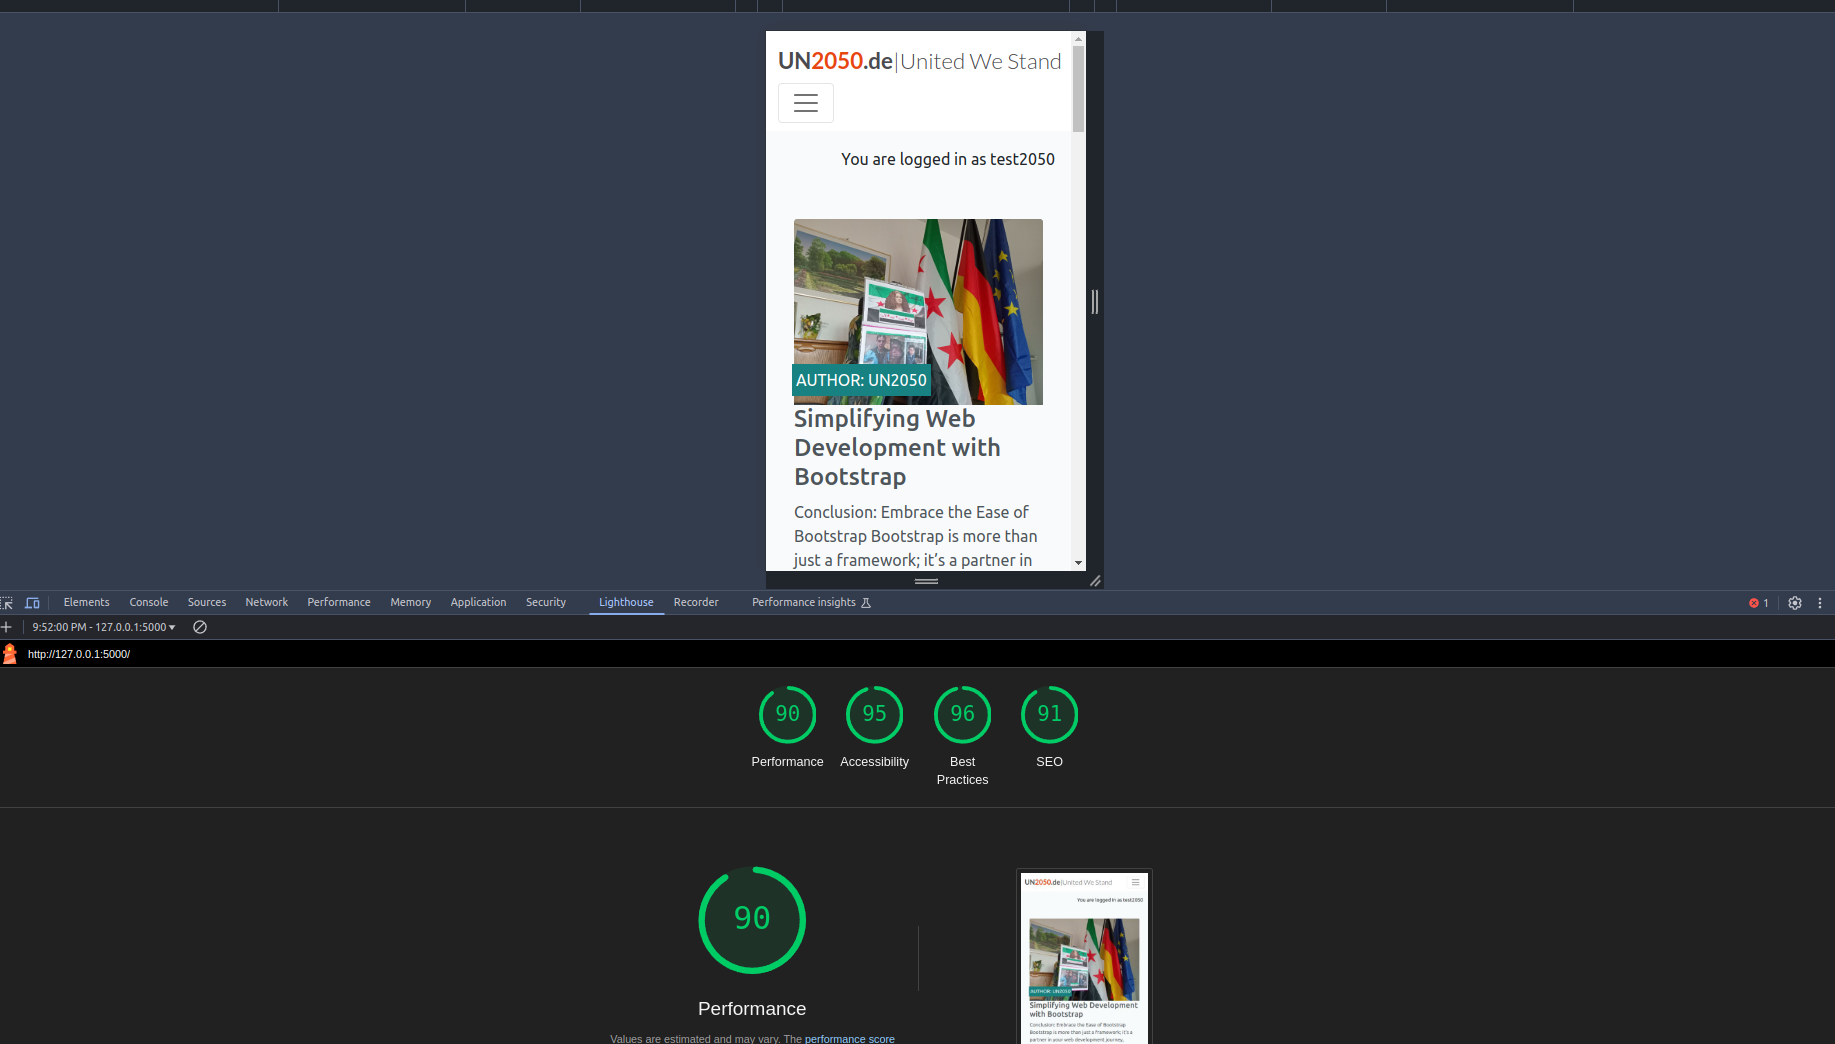 UN2050.de|United We Stand
You are logged in as test2050
AUTHOR: UN2050
Simplifying Web
Development with
Bootstrap
Conclusion: Embrace the Ease of
Bootstrap Bootstrap is more than
just a framework; it's a partner in
Elements Console Sources Network Performance Memory Application Security Lighthouse Recorder Performance insights 1
9:52:00 PM - 127.0.0.1:5000
http://127.0.0.1:5000/
90 95 96 91
Performance Accessibility Best Practices SEO
90
Performance
Values are estimated and may vary. The performance score
UN2050.de|United We Stand
You are logged in as test2050
AUTHOR: UN2050
Simplifying Web Development
with Bootstrap
Conclusion: Embrace the Ease of Bootstrap
Bootstrap is more than just a framework; it's a
partner in your web development journey,